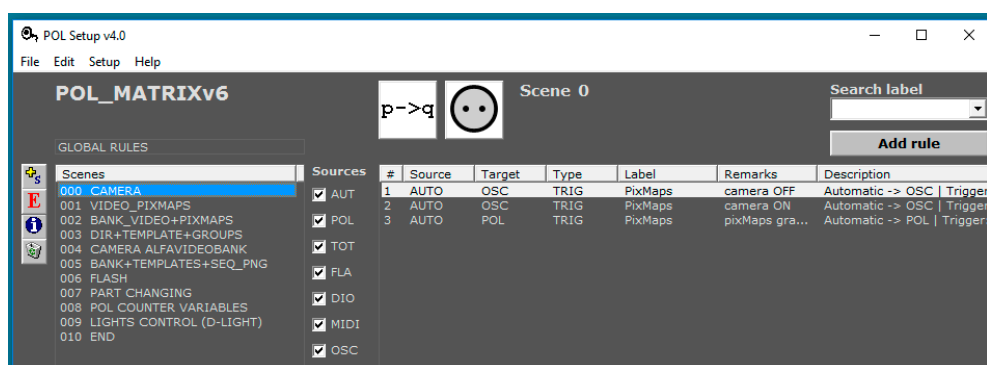 POL Setup v4.0
File Edit Setup Help
POL_MATRIXv6
p->q
Scene 0
Search label
GLOBAL RULES
Add rule
Scenes
000 CAMERA
001 VIDEO_PIXMAPS
002 BANK_VIDEO+PIXMAPS
003 DIR+TEMPLATE+GROUPS
004 CAMERA ALFAVIDEOBANK
005 BANK+TEMPLATES+SEQ_PNG
006 FLASH
007 PART CHANGING
008 POL COUNTER VARIABLES
009 LIGHTS CONTROL (D-LIGHT)
010 END
S
E
i
Sources
AUT
POL
TOT
FLA
DIO
MIDI
OSC
# Source Target Type Label Remarks Description
1 AUTO OSC TRIG PixMaps camera OFF Automatic -> OSC | Trigger
2 AUTO OSC TRIG PixMaps camera ON Automatic -> OSC | Trigger
3 AUTO POL TRIG PixMaps pixMaps gra... Automatic -> POL | Trigger: